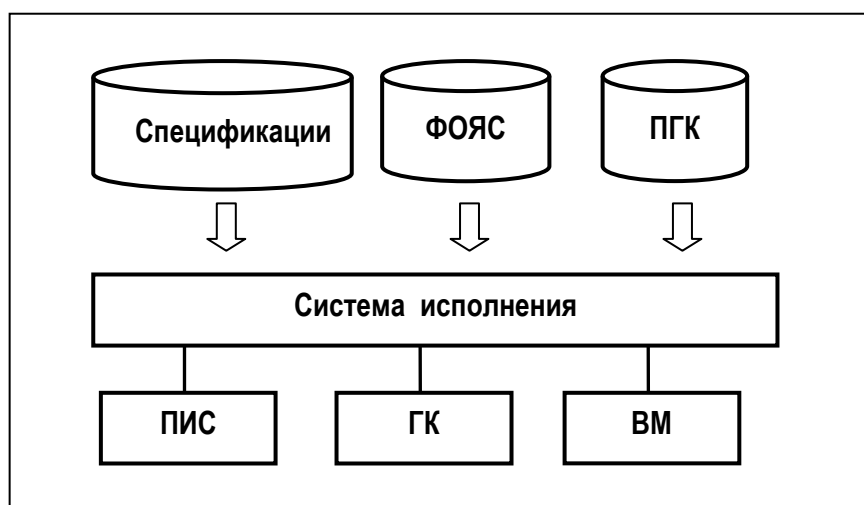 Спецификации
ФОЯС
ПГК
Система исполнения
ПИС
ГК
ВМ